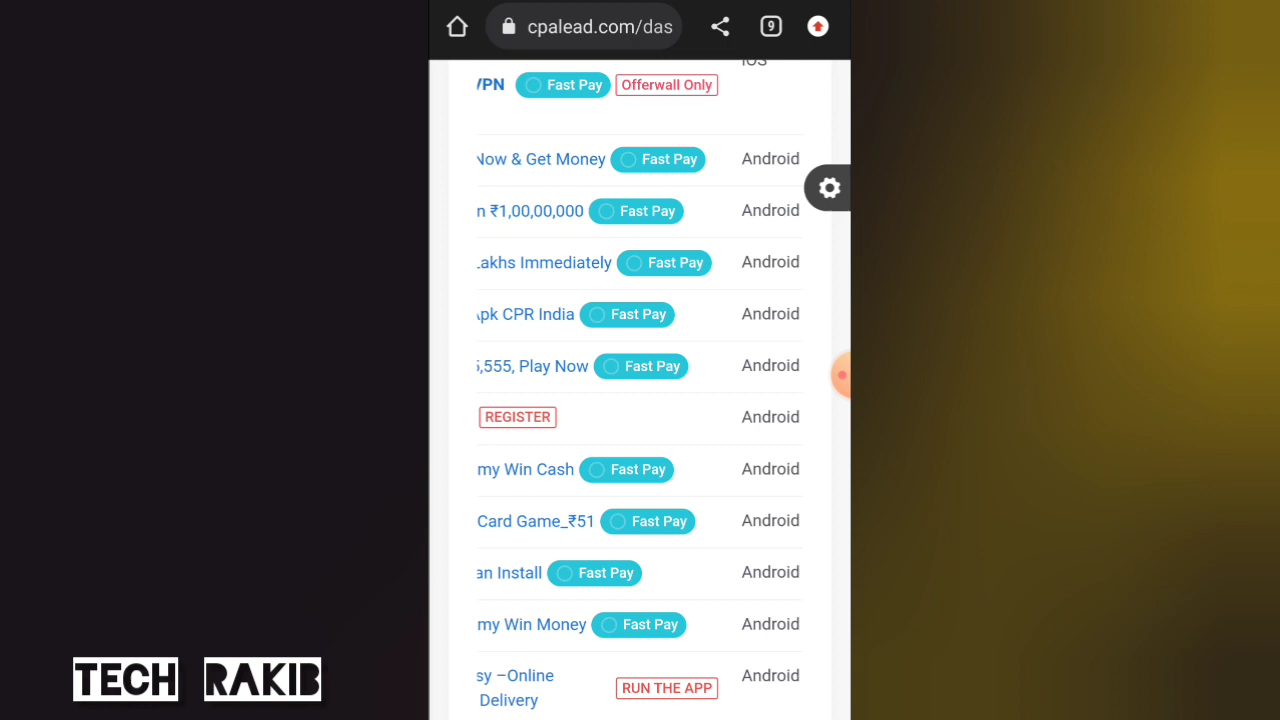 cpalead.com/das
9
iOS
VPN Fast Pay Offerwall Only
Now & Get Money Fast Pay Android
n ₹1,00,00,000 Fast Pay Android
Lakhs Immediately Fast Pay Android
Apk CPR India Fast Pay Android
5,555, Play Now Fast Pay Android
REGISTER Android
my Win Cash Fast Pay Android
Card Game_₹51 Fast Pay Android
an Install Fast Pay Android
my Win Money Fast Pay Android
sy –Online Android
Delivery RUN THE APP
TECH RAKIB